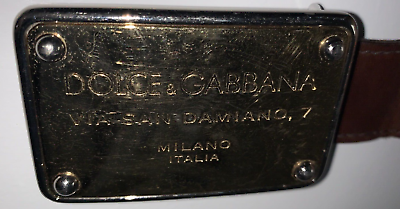 DOLCE&GABBANA
VIA SAN DAMIANO, 7
MILANO
ITALIA